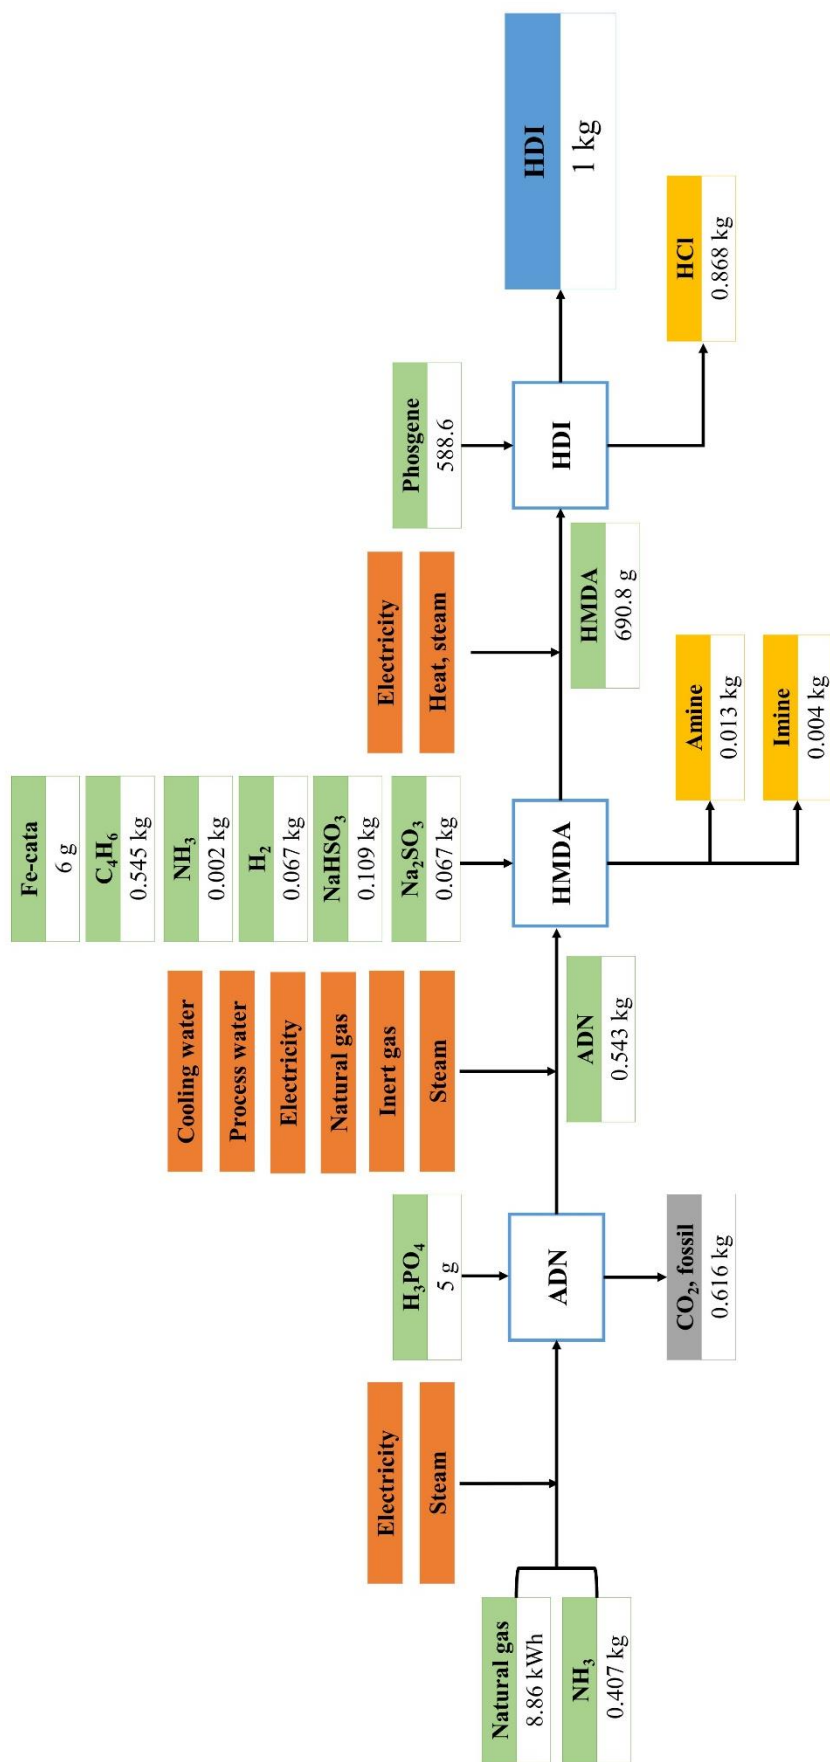 Natural gas
8.86 kWh
NH₃
0.407 kg
Electricity
Steam
H₃PO₄
5 g
ADN
CO₂, fossil
0.616 kg
Cooling water
Process water
Electricity
Natural gas
Inert gas
Steam
ADN
0.543 kg
Fe-cata
6 g
C₄H₆
0.545 kg
NH₃
0.002 kg
H₂
0.067 kg
NaHSO₃
0.109 kg
Na₂SO₃
0.067 kg
HMDA
Amine
0.013 kg
Imine
0.004 kg
Electricity
Heat, steam
HMDA
690.8 g
Phosgene
588.6
HDI
HCl
0.868 kg
HDI
1 kg